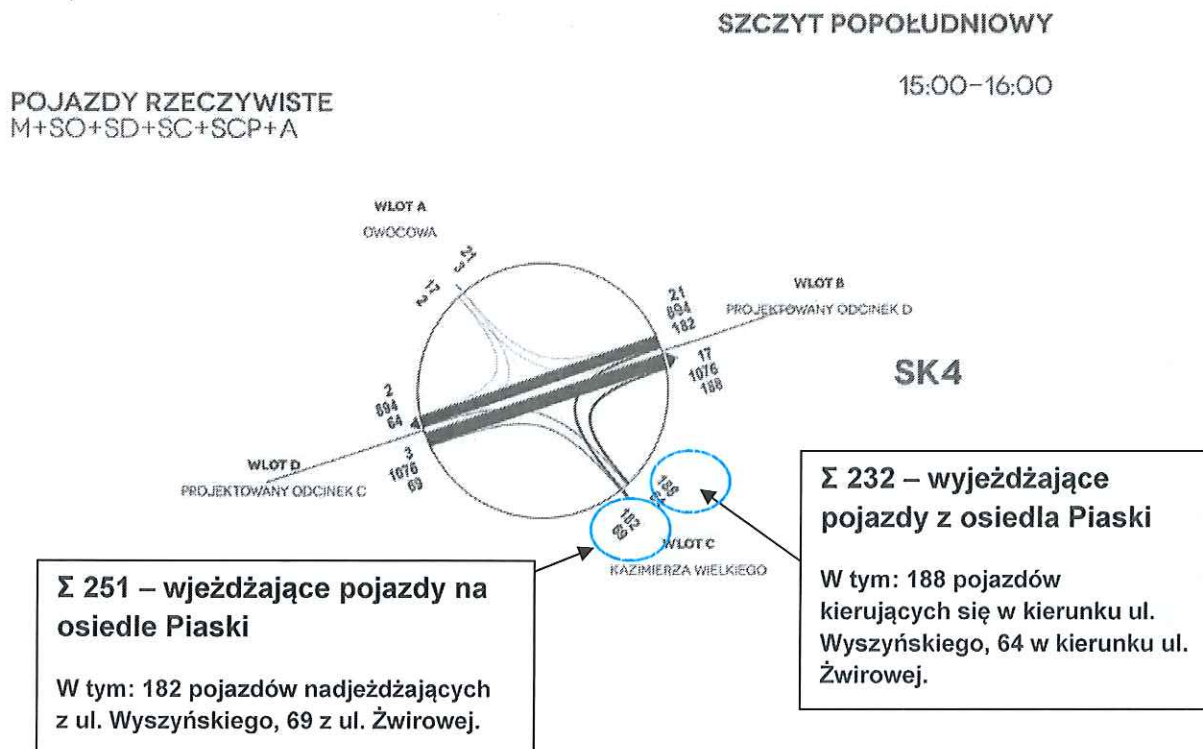 SZCZYT POPOŁUDNIOWY
15:00-16:00
POJAZDY RZECZYWISTE
M+SO+SD+SC+SCP+A
WLOT A
OWOCOWA
21
3
17
2
WLOT B
PROJEKTOWANY ODCINEK D
21
894
182
17
1076
188
SK4
2
894
64
3
1076
69
WLOT D
PROJEKTOWANY ODCINEK C
188
182
69
WLOT C
KAZIMIERZA WIELKIEGO
Σ 232 – wyjeżdżające
pojazdy z osiedla Piaski
W tym: 188 pojazdów
kierujących się w kierunku ul.
Wyszyńskiego, 64 w kierunku ul.
Żwirowej.
Σ 251 – wjeżdżające pojazdy na
osiedle Piaski
W tym: 182 pojazdów nadjeżdżających
z ul. Wyszyńskiego, 69 z ul. Żwirowej.